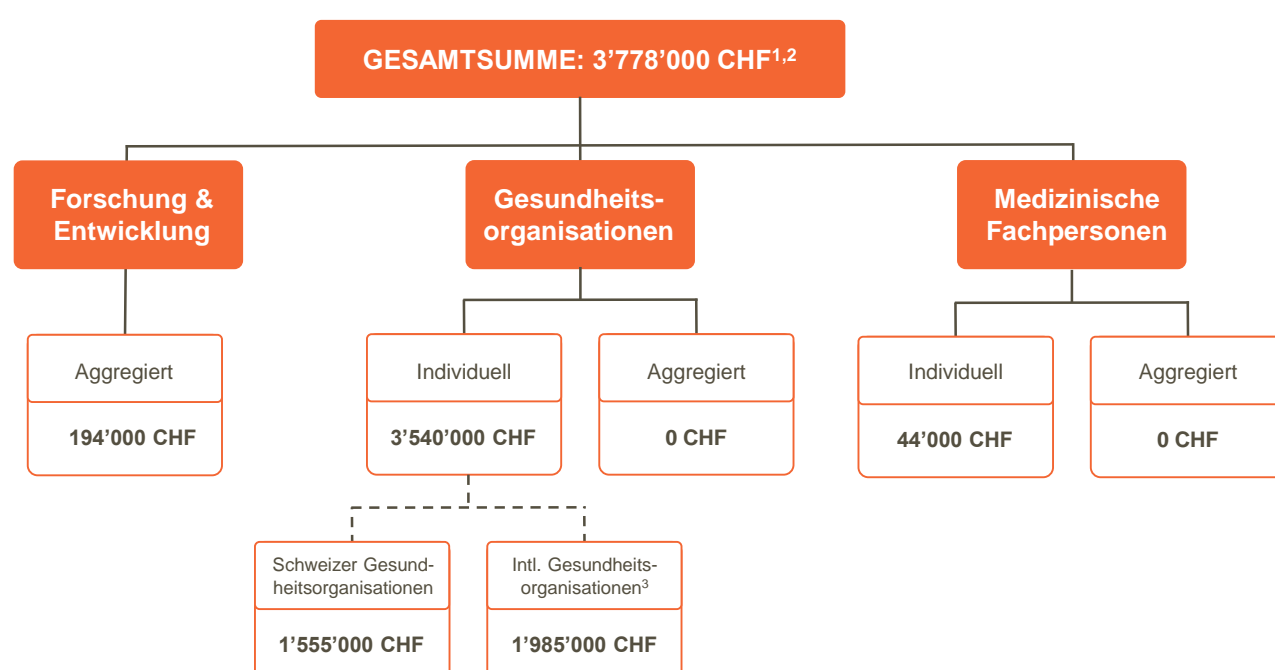 GESAMTSUMME: 3’778’000 CHF1,2
Forschung &
Entwicklung
Gesundheits-
organisationen
Medizinische
Fachpersonen
Aggregiert
194’000 CHF
Individuell
3’540’000 CHF
Aggregiert
0 CHF
Individuell
44’000 CHF
Aggregiert
0 CHF
Schweizer Gesund-
heitsorganisationen
1’555’000 CHF
Intl. Gesundheits-
organisationen3
1’985’000 CHF